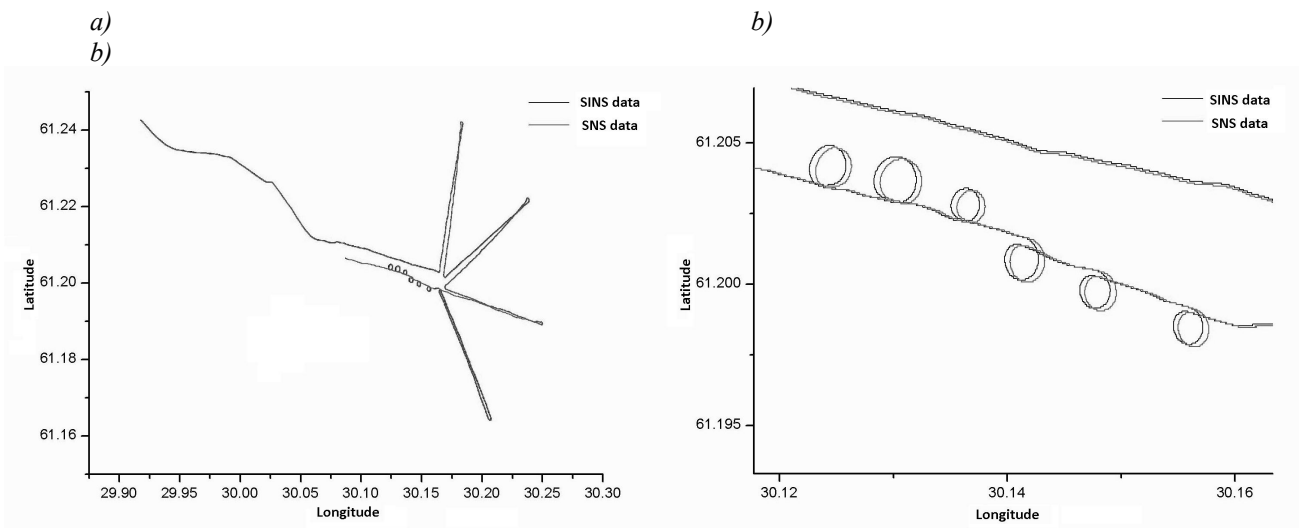 a) b)
b)
SINS data
SNS data
61.24
61.22
61.20
61.18
61.16
Latitude
29.90 29.95 30.00 30.05 30.10 30.15 30.20 30.25 30.30
Longitude
SINS data
SNS data
61.205
61.200
61.195
Latitude
30.12 30.14 30.16
Longitude